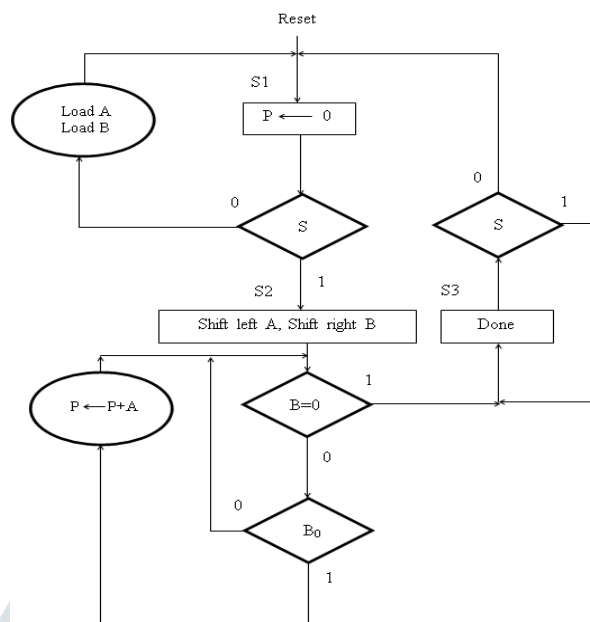 Reset
S1
Load A
Load B
P ← 0
0
S
1
0
S
1
S2
Shift left A, Shift right B
S3
Done
P ← P+A
B=0
1
0
0
B₀
1